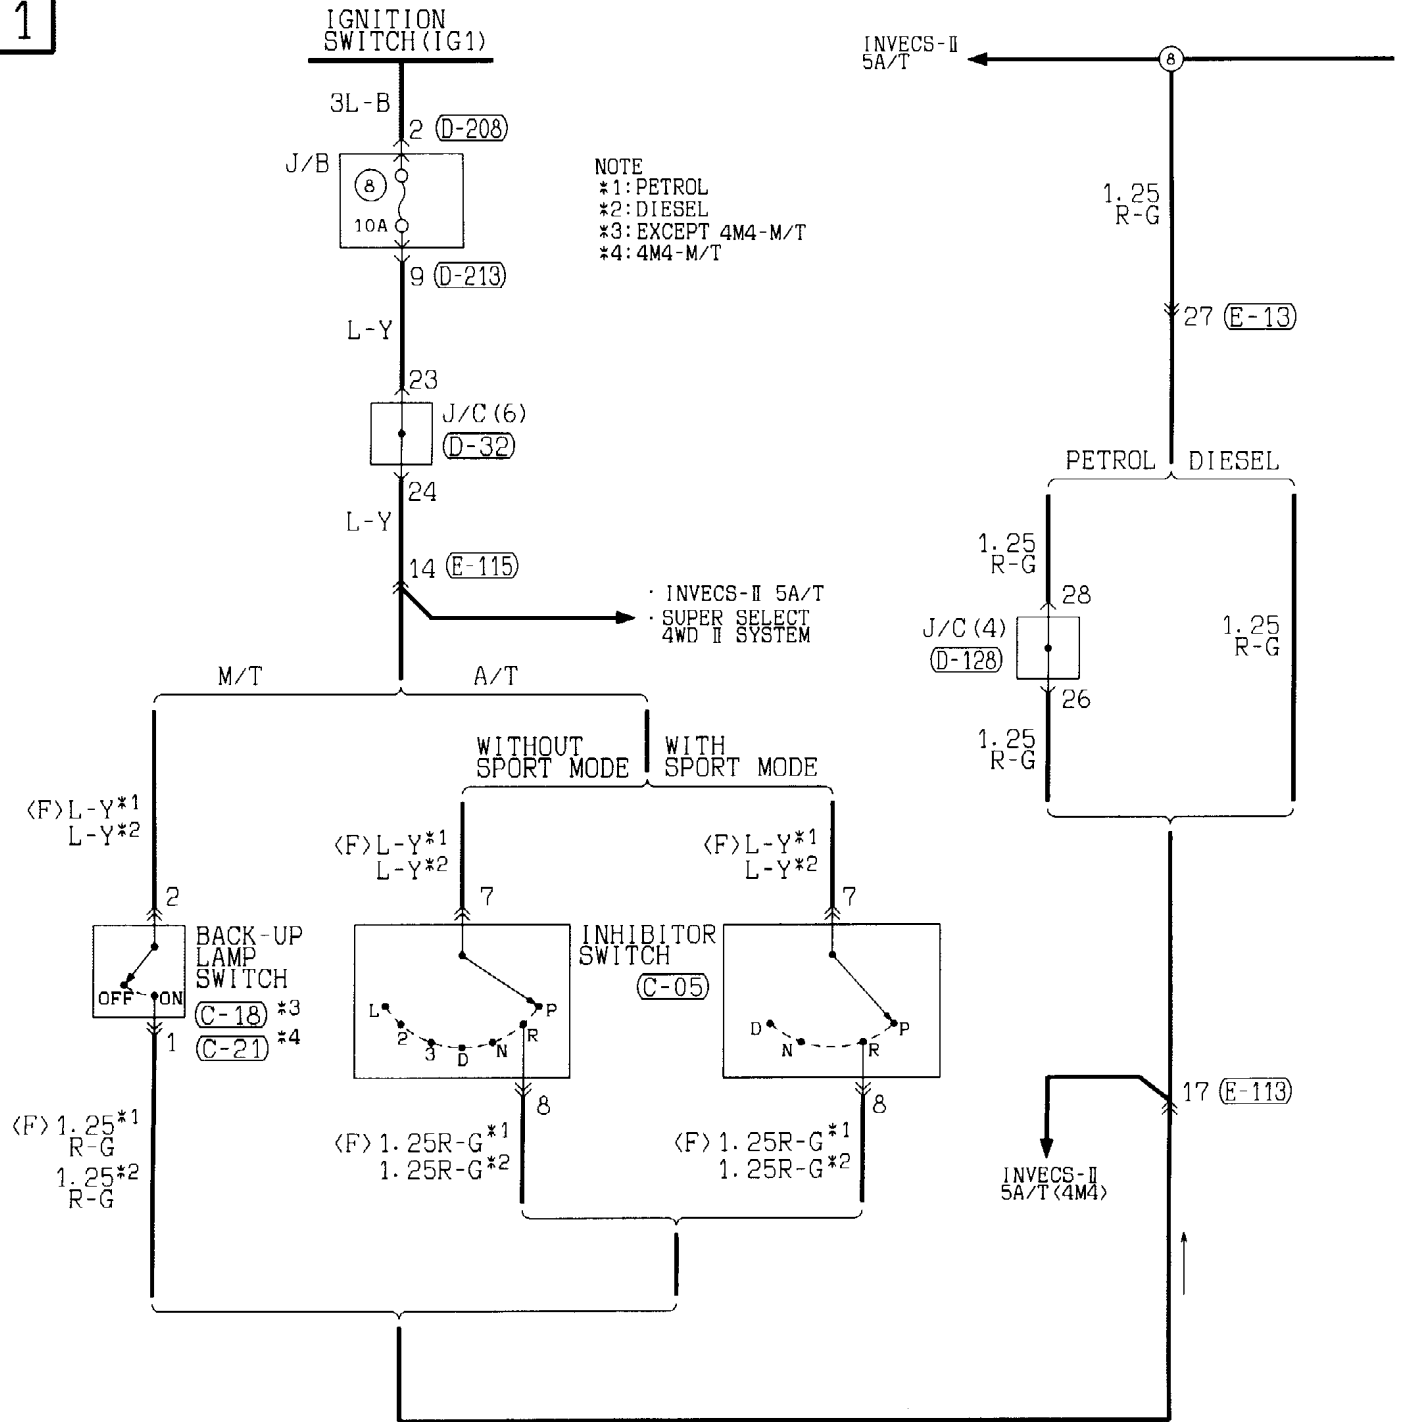 1
IGNITION
SWITCH(IG1)
3L-B
2 D-208
J/B
8
10A
9 D-213
L-Y
23
J/C(6)
D-32
24
L-Y
14 E-115
· INVECS-Ⅱ 5A/T
· SUPER SELECT
4WD Ⅱ SYSTEM
NOTE
*1:PETROL
*2:DIESEL
*3:EXCEPT 4M4-M/T
*4:4M4-M/T
M/T
A/T
WITHOUT
SPORT MODE
WITH
SPORT MODE
<F>L-Y*1
L-Y*2
2
BACK-UP
LAMP
SWITCH
OFF ON
C-18 *3
C-21 *4
1
<F>1.25*1
R-G
1.25*2
R-G
<F>L-Y*1
L-Y*2
7
INHIBITOR
SWITCH
C-05
L
2
3
D
N
R
P
8
<F>1.25R-G*1
1.25R-G*2
<F>L-Y*1
L-Y*2
7
D
N
R
P
8
<F>1.25R-G*1
1.25R-G*2
INVECS-Ⅱ
5A/T
8
1.25
R-G
27 E-13
PETROL
DIESEL
1.25
R-G
28
J/C(4)
D-128
26
1.25
R-G
1.25
R-G
17 E-113
INVECS-Ⅱ
5A/T(4M4)